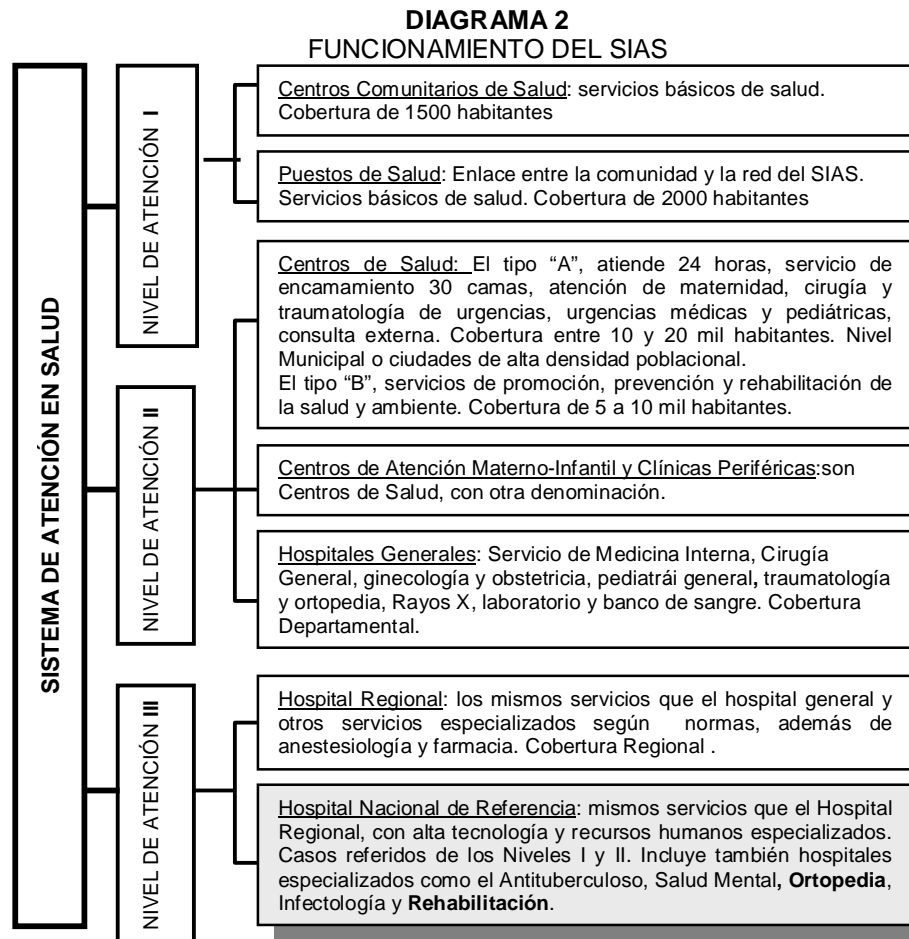 DIAGRAMA 2
FUNCIONAMIENTO DEL SIAS
SISTEMA DE ATENCIÓN EN SALUD
NIVEL DE ATENCIÓN I
Centros Comunitarios de Salud: servicios básicos de salud.
Cobertura de 1500 habitantes
Puestos de Salud: Enlace entre la comunidad y la red del SIAS.
Servicios básicos de salud. Cobertura de 2000 habitantes
NIVEL DE ATENCIÓN II
Centros de Salud: El tipo “A”, atiende 24 horas, servicio de
encamamiento 30 camas, atención de maternidad, cirugía y
traumatología de urgencias, urgencias médicas y pediátricas,
consulta externa. Cobertura entre 10 y 20 mil habitantes. Nivel
Municipal o ciudades de alta densidad poblacional.
El tipo “B”, servicios de promoción, prevención y rehabilitación de
la salud y ambiente. Cobertura de 5 a 10 mil habitantes.
Centros de Atención Materno-Infantil y Clínicas Periféricas:son
Centros de Salud, con otra denominación.
Hospitales Generales: Servicio de Medicina Interna, Cirugía
General, ginecología y obstetricia, pediatrái general, traumatología
y ortopedia, Rayos X, laboratorio y banco de sangre. Cobertura
Departamental.
NIVEL DE ATENCIÓN III
Hospital Regional: los mismos servicios que el hospital general y
otros servicios especializados según normas, además de
anestesiología y farmacia. Cobertura Regional .
Hospital Nacional de Referencia: mismos servicios que el Hospital
Regional, con alta tecnología y recursos humanos especializados.
Casos referidos de los Niveles I y II. Incluye también hospitales
especializados como el Antituberculoso, Salud Mental, Ortopedia,
Infectología y Rehabilitación.